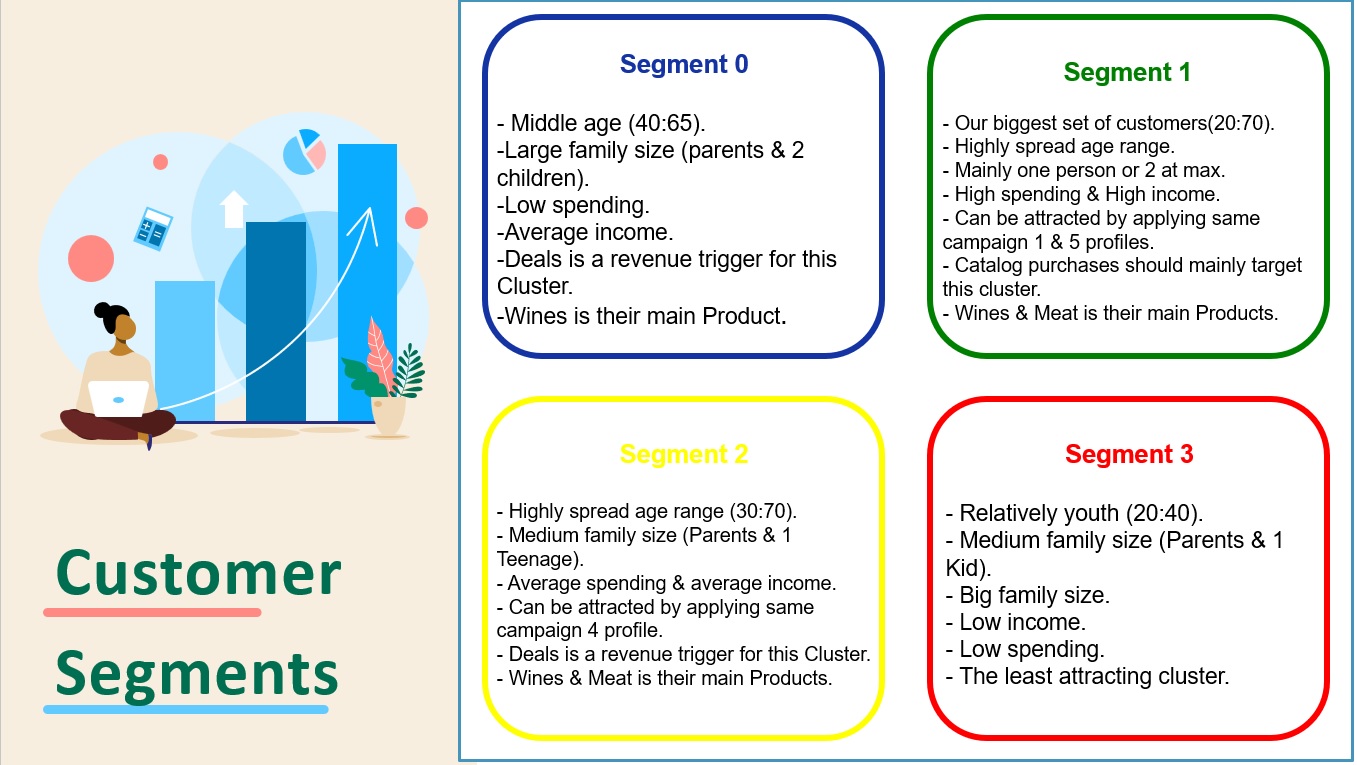 Customer
Segments
Segment 0
- Middle age (40:65).
-Large family size (parents & 2
children).
-Low spending.
-Average income.
-Deals is a revenue trigger for this
Cluster.
-Wines is their main Product.
Segment 1
- Our biggest set of customers(20:70).
- Highly spread age range.
- Mainly one person or 2 at max.
- High spending & High income.
- Can be attracted by applying same
campaign 1 & 5 profiles.
- Catalog purchases should mainly target
this cluster.
- Wines & Meat is their main Products.
Segment 2
- Highly spread age range (30:70).
- Medium family size (Parents & 1
Teenage).
- Average spending & average income.
- Can be attracted by applying same
campaign 4 profile.
- Deals is a revenue trigger for this Cluster.
- Wines & Meat is their main Products.
Segment 3
- Relatively youth (20:40).
- Medium family size (Parents & 1
Kid).
- Big family size.
- Low income.
- Low spending.
- The least attracting cluster.